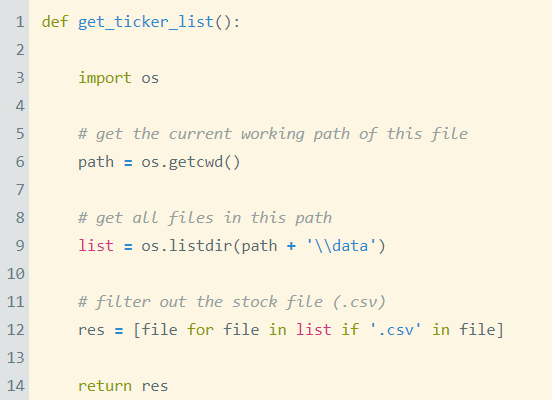 1 def get_ticker_list():
2
3     import os
4
5     # get the current working path of this file
6     path = os.getcwd()
7
8     # get all files in this path
9     list = os.listdir(path + '\\data')
10
11     # filter out the stock file (.csv)
12     res = [file for file in list if '.csv' in file]
13
14     return res